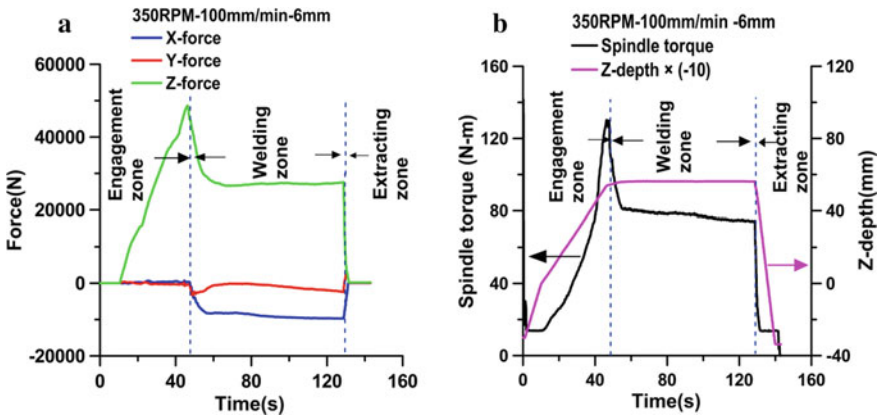 a
350RPM-100mm/min-6mm
X-force
Y-force
Z-force
60000
40000
20000
0
-20000
Force(N)
Engagement
zone
Welding
zone
Extracting
zone
0 40 80 120 160
Time(s)
b
350RPM-100mm/min -6mm
Spindle torque
Z-depth × (-10)
160
120
80
40
0
Spindle torque (N-m)
Engagement
zone
Welding
zone
Extracting
zone
120
80
40
0
-40
Z-depth(mm)
0 40 80 120 160
Time(s)